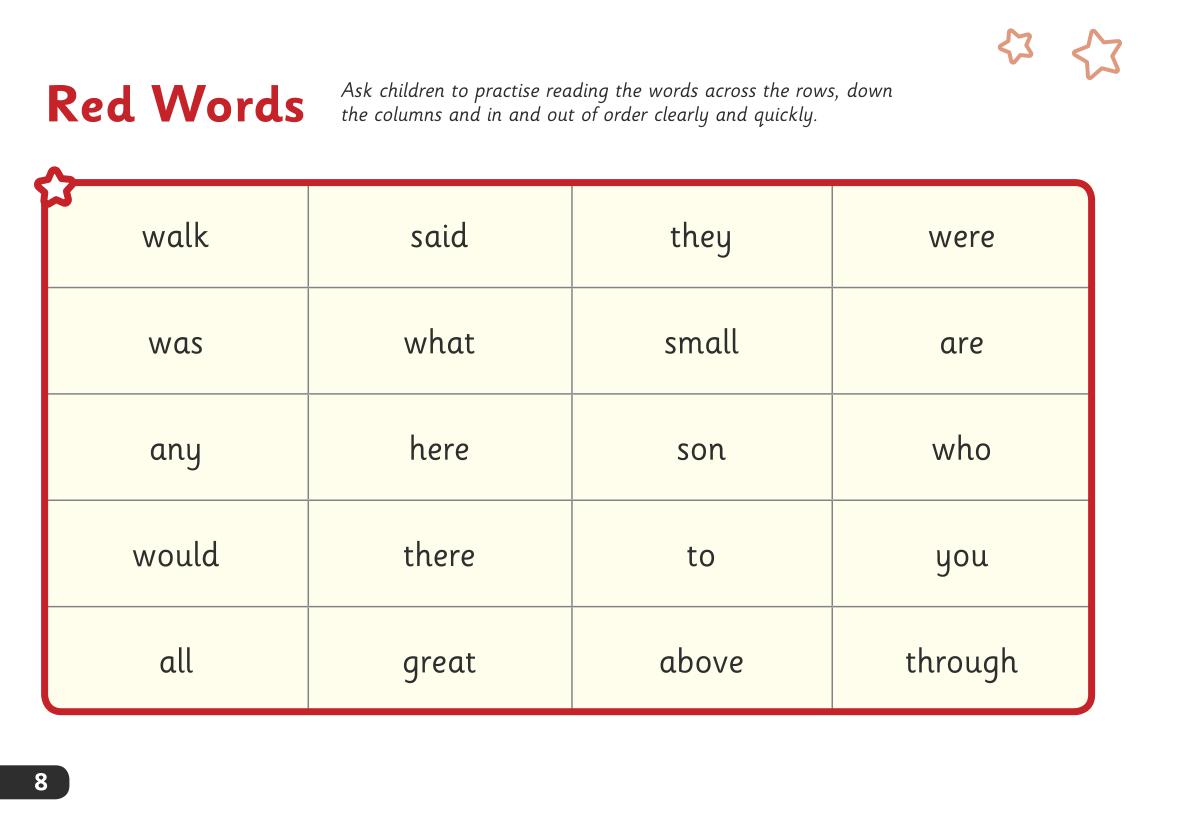 Red Words
Ask children to practise reading the words across the rows, down
the columns and in and out of order clearly and quickly.
walk said they were
was what small are
any here son who
would there to you
all great above through
8